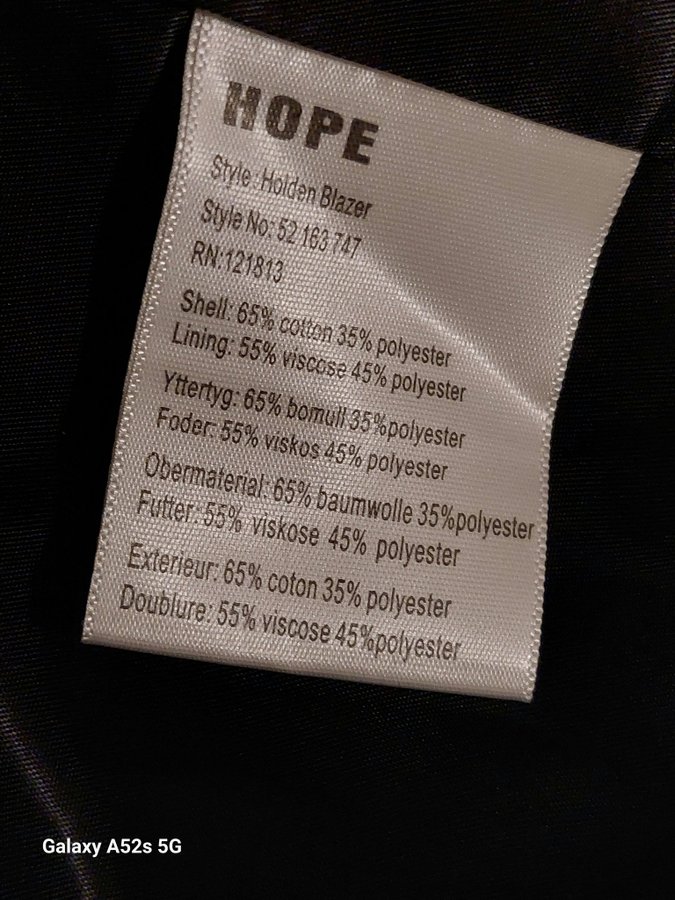 HOPE
Style: Holden Blazer
Style No: 52 163 747
RN:121813
Shell: 65% cotton 35% polyester
Lining: 55% viscose 45% polyester
Yttertyg: 65% bomull 35%polyester
Foder: 55% viskos 45% polyester
Obermaterial: 65% baumwolle 35%polyester
Futter: 55% viskose 45% polyester
Exterieur: 65% coton 35% polyester
Doublure: 55% viscose 45%polyester
Galaxy A52s 5G